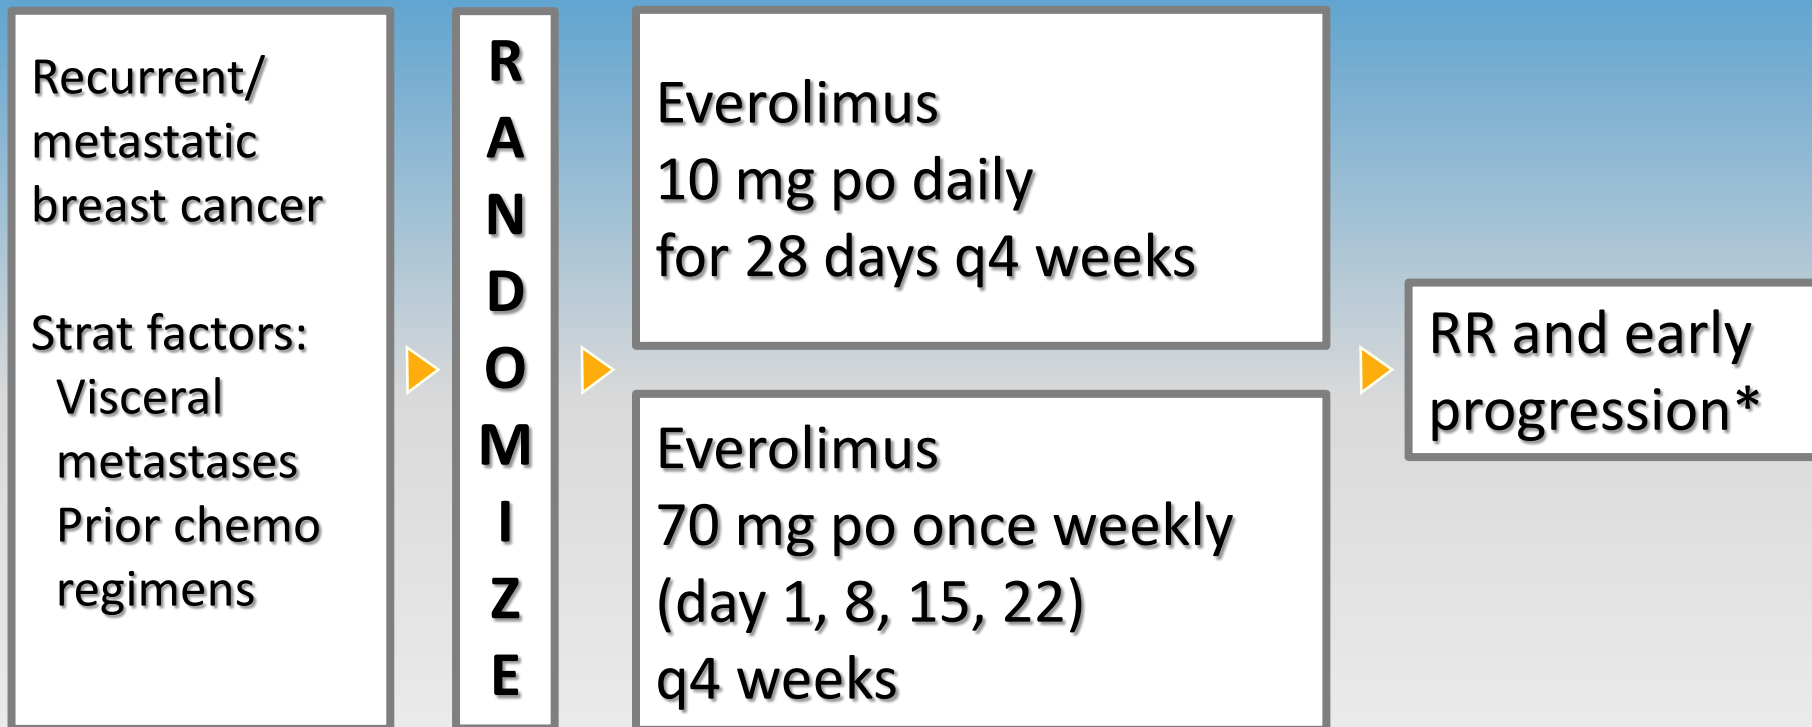 Recurrent/
metastatic
breast cancer
Strat factors:
Visceral
metastases
Prior chemo
regimens
R
A
N
D
O
M
I
Z
E
Everolimus
10 mg po daily
for 28 days q4 weeks
Everolimus
70 mg po once weekly
(day 1, 8, 15, 22)
q4 weeks
RR and early
progression*